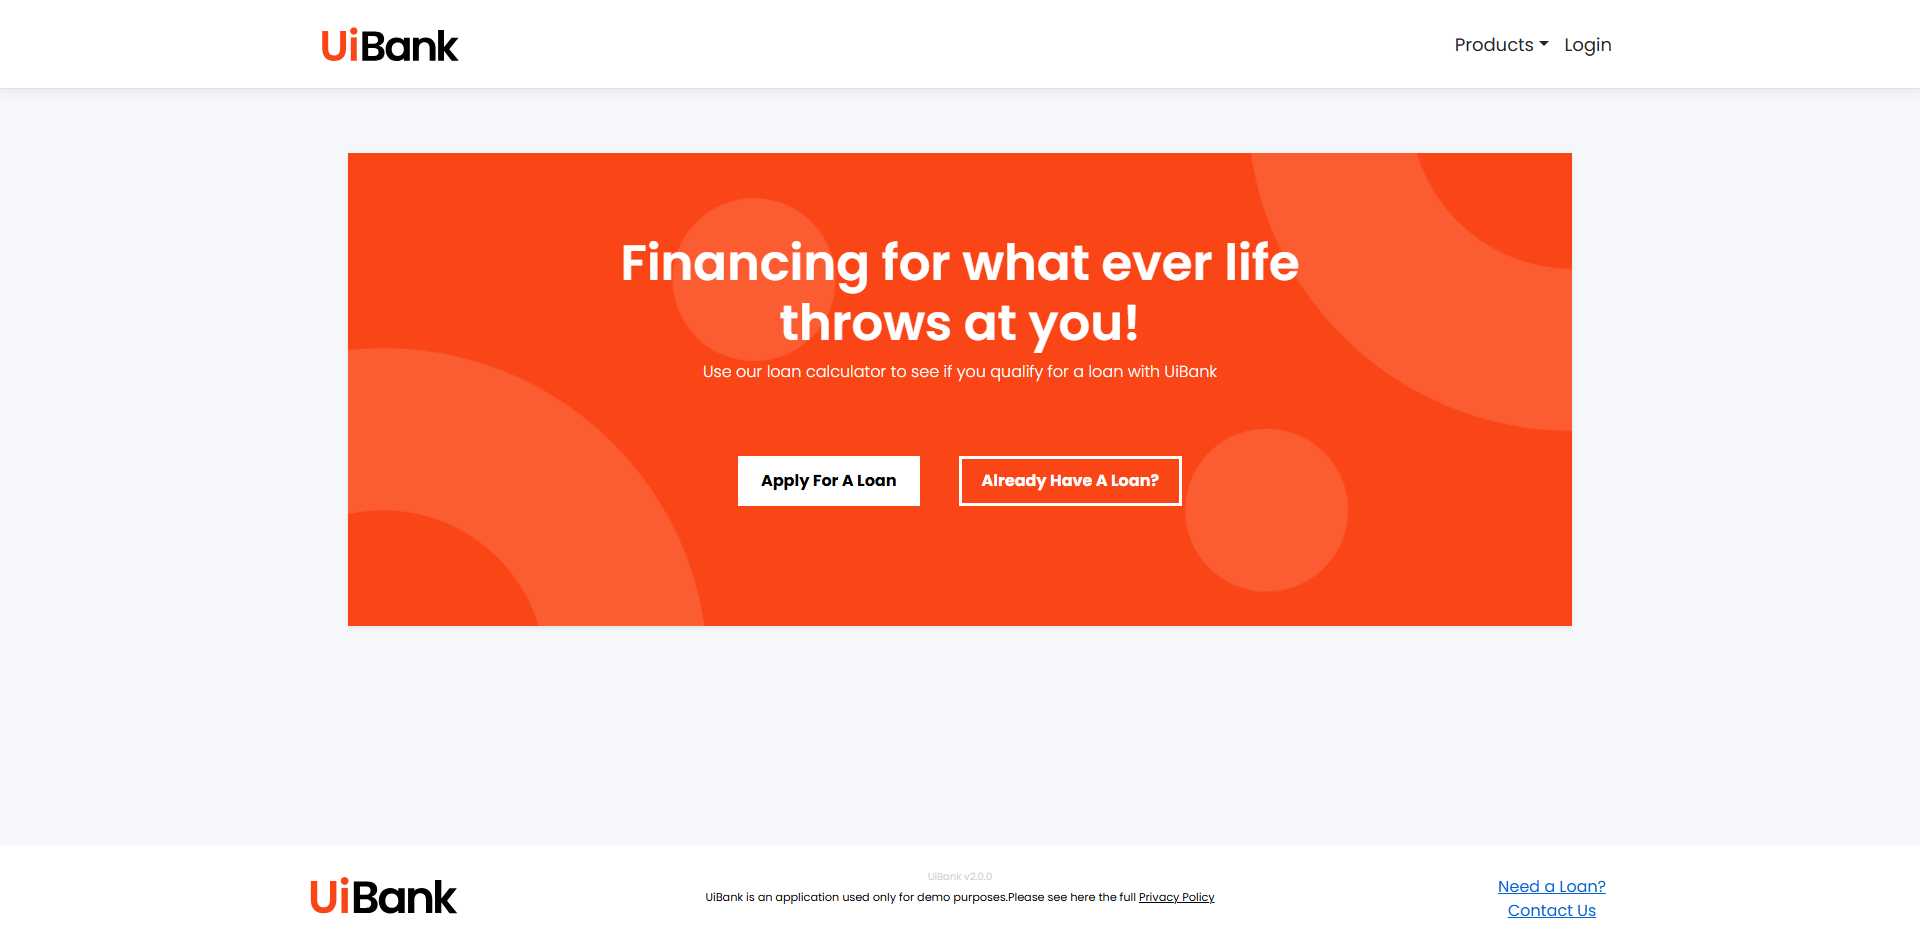 UiBank
Products Login
Financing for what ever life
throws at you!
Use our loan calculator to see if you qualify for a loan with UiBank
Apply For A Loan
Already Have A Loan?
UiBank
UiBank v2.0.0
UiBank is an application used only for demo purposes.Please see here the full Privacy Policy
Need a Loan?
Contact Us